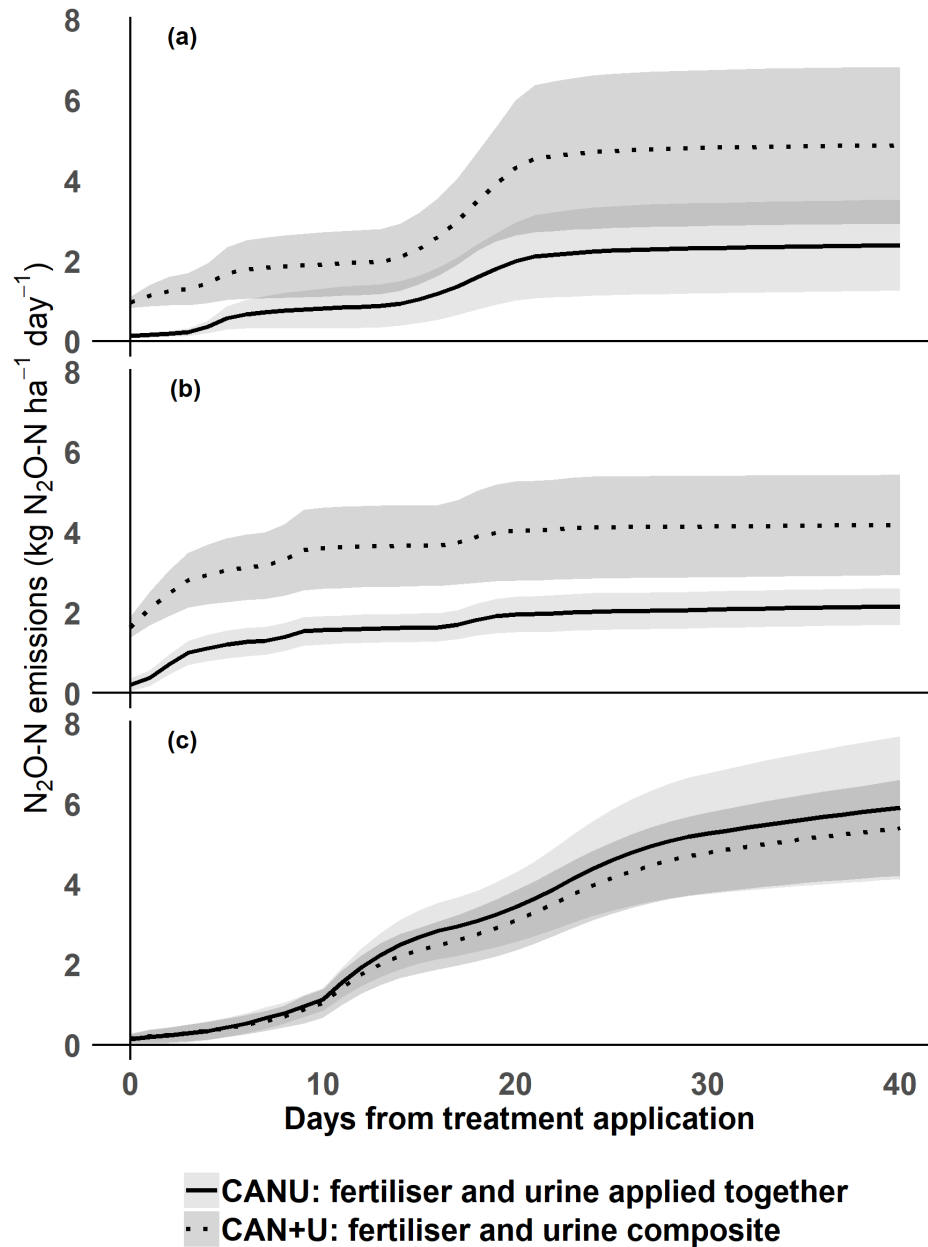 N₂O-N emissions (kg N₂O-N ha⁻¹ day⁻¹)
8
(a)
6
4
2
0
8
(b)
6
4
2
0
8
(c)
6
4
2
0
0 10 20 30 40
Days from treatment application
CANU: fertiliser and urine applied together
CAN+U: fertiliser and urine composite